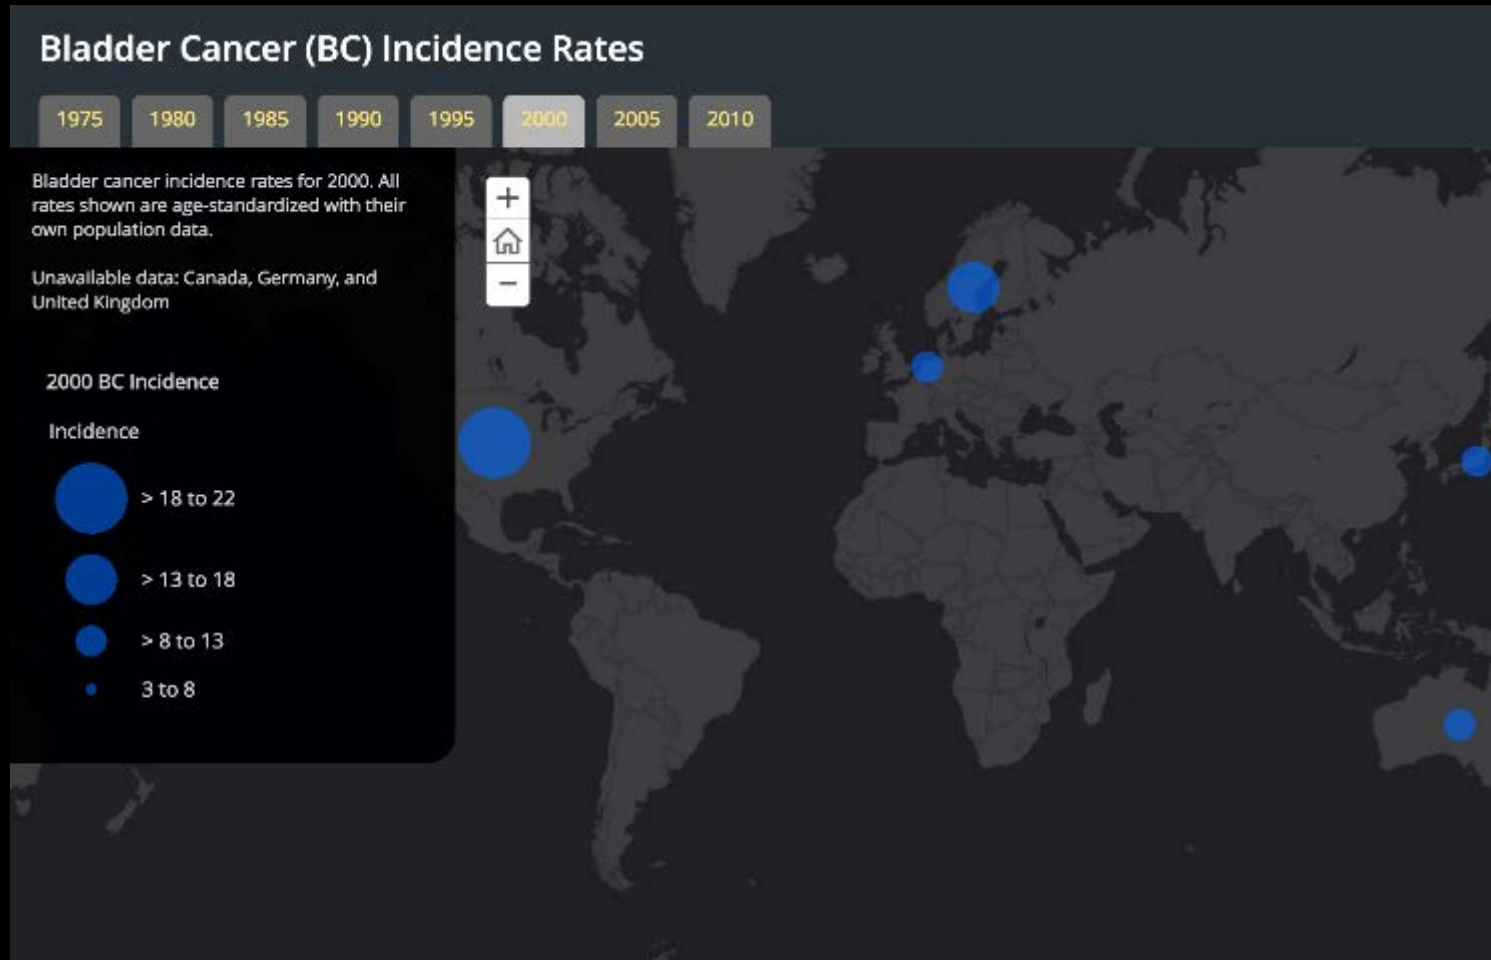 Bladder Cancer (BC) Incidence Rates
1975 1980 1985 1990 1995 2000 2005 2010
Bladder cancer incidence rates for 2000. All
rates shown are age-standardized with their
own population data.
Unavailable data: Canada, Germany, and
United Kingdom
2000 BC Incidence
Incidence
> 18 to 22
> 13 to 18
> 8 to 13
3 to 8